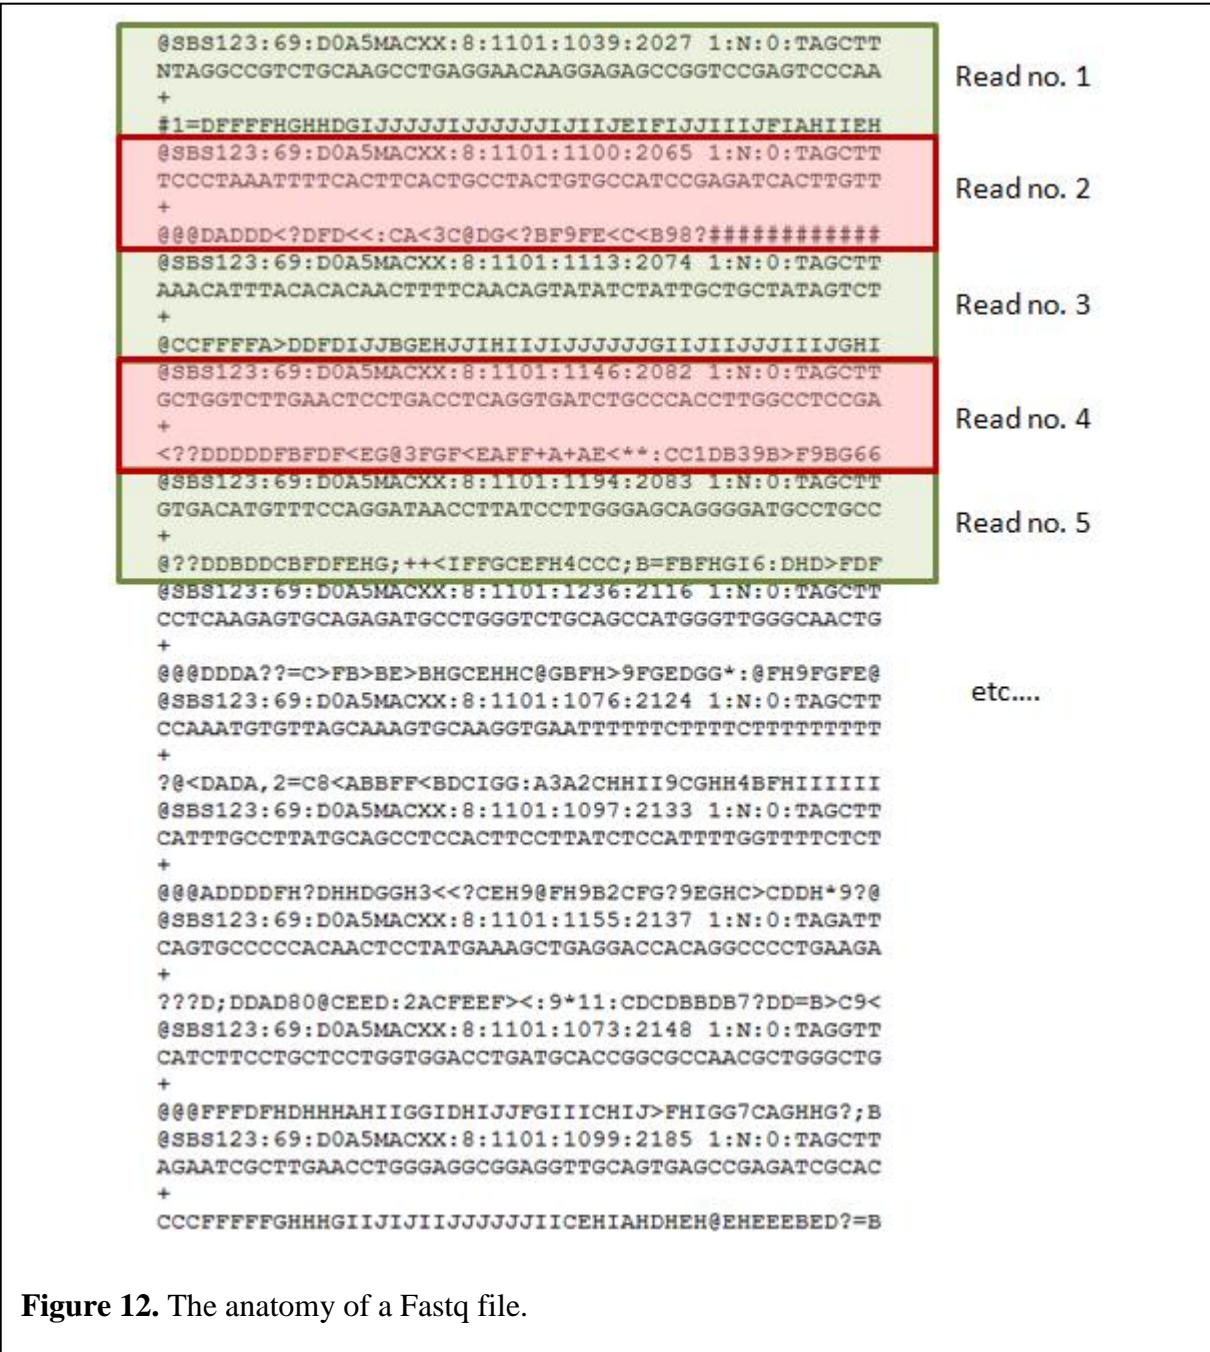 @SBS123:69:D0A5MACXX:8:1101:1039:2027 1:N:0:TAGCTT
NTAGGCCGTCTGCAAGCCTGAGGAACAAGGAGAGCCGGTCCGAGTCCCAA
+
#1=DFFFFHGHHDGIJJJJJIJJJJJJIJIIJEIFIJJIIIJFIAHIIEH
Read no. 1
@SBS123:69:D0A5MACXX:8:1101:1100:2065 1:N:0:TAGCTT
TCCCTAAATTTTCACTTCACTGCCTACTGTGCCATCCGAGATCACTTGTT
+
@@@DADDD<?DFD<<:CA<3C@DG<?BF9FE<C<B98?############
Read no. 2
@SBS123:69:D0A5MACXX:8:1101:1113:2074 1:N:0:TAGCTT
AAACATTTACACACAACTTTTCAACAGTATATCTATTGCTGCTATAGTCT
+
@CCFFFFA>DDFDIJJBGEHJJIHIIJIJJJJJJGIIJIIJJJIIIJGHI
Read no. 3
@SBS123:69:D0A5MACXX:8:1101:1146:2082 1:N:0:TAGCTT
GCTGGTCTTGAACTCCTGACCTCAGGTGATCTGCCCACCTTGGCCTCCGA
+
<??DDDDDFBFDF<EG@3FGF<EAFF+A+AE<**:CC1DB39B>F9BG66
Read no. 4
@SBS123:69:D0A5MACXX:8:1101:1194:2083 1:N:0:TAGCTT
GTGACATGTTTCCAGGATAACCTTATCCTTGGGAGCAGGGGATGCCTGCC
+
@??DDBDDCBFDFEHG;++<IFFGCEFH4CCC;B=FBFHGI6:DHD>FDF
Read no. 5
@SBS123:69:D0A5MACXX:8:1101:1236:2116 1:N:0:TAGCTT
CCTCAAGAGTGCAGAGATGCCTGGGTCTGCAGCCATGGGTTGGGCAACTG
+
@@@DDDA??=C>FB>BE>BHGCEHHC@GBFH>9FGEDGG*:@FH9FGFE@
@SBS123:69:D0A5MACXX:8:1101:1076:2124 1:N:0:TAGCTT
etc....
CCAAATGTGTTAGCAAAGTGCAAGGTGAATTTTTTCTTTTCTTTTTTTTT
+
?@<DADA,2=C8<ABBFF<BDCIGG:A3A2CHHII9CGHH4BFHIIIIII
@SBS123:69:D0A5MACXX:8:1101:1097:2133 1:N:0:TAGCTT
CATTTGCCTTATGCAGCCTCCACTTCCTTATCTCCATTTTGGTTTTCTCT
+
@@@ADDDDFH?DHHDGGH3<<?CEH9@FH9B2CFG?9EGHC>CDDH*9?@
@SBS123:69:D0A5MACXX:8:1101:1155:2137 1:N:0:TAGATT
CAGTGCCCCCACAACTCCTATGAAAGCTGAGGACCACAGGCCCCTGAAGA
+
???D;DDAD80@CEED:2ACFEEF><:9*11:CDCDBBDB7?DD=B>C9<
@SBS123:69:D0A5MACXX:8:1101:1073:2148 1:N:0:TAGGTT
CATCTTCCTGCTCCTGGTGGACCTGATGCACCGGCGCCAACGCTGGGCTG
+
@@@FFFDFHDHHHAHIIGGIDHIJJFGIIICHIJ>FHIGG7CAGHHG?;B
@SBS123:69:D0A5MACXX:8:1101:1099:2185 1:N:0:TAGCTT
AGAATCGCTTGAACCTGGGAGGCGGAGGTTGCAGTGAGCCGAGATCGCAC
+
CCCFFFFFGHHHGIIJIJIIJJJJJJIICEHIAHDHEH@EHEEEBED?=B
Figure 12. The anatomy of a Fastq file.